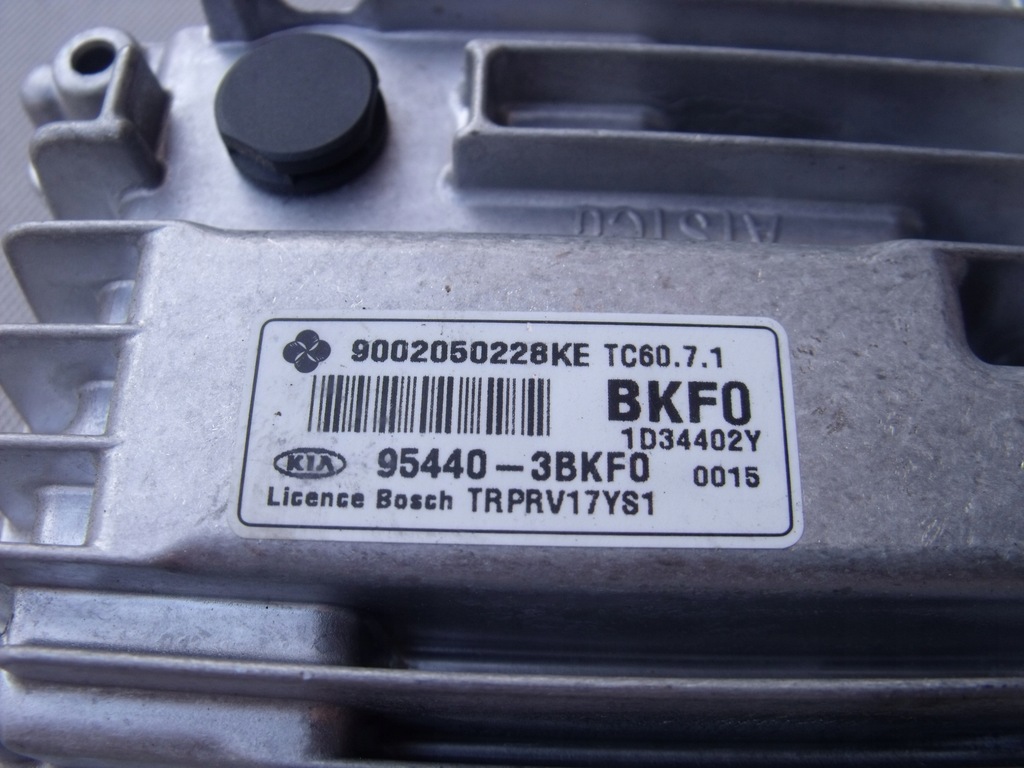 9002050228KE TC60.7.1
BKF0
1D34402Y
KIA 95440-3BKF0 0015
Licence Bosch TRPRV17YS1